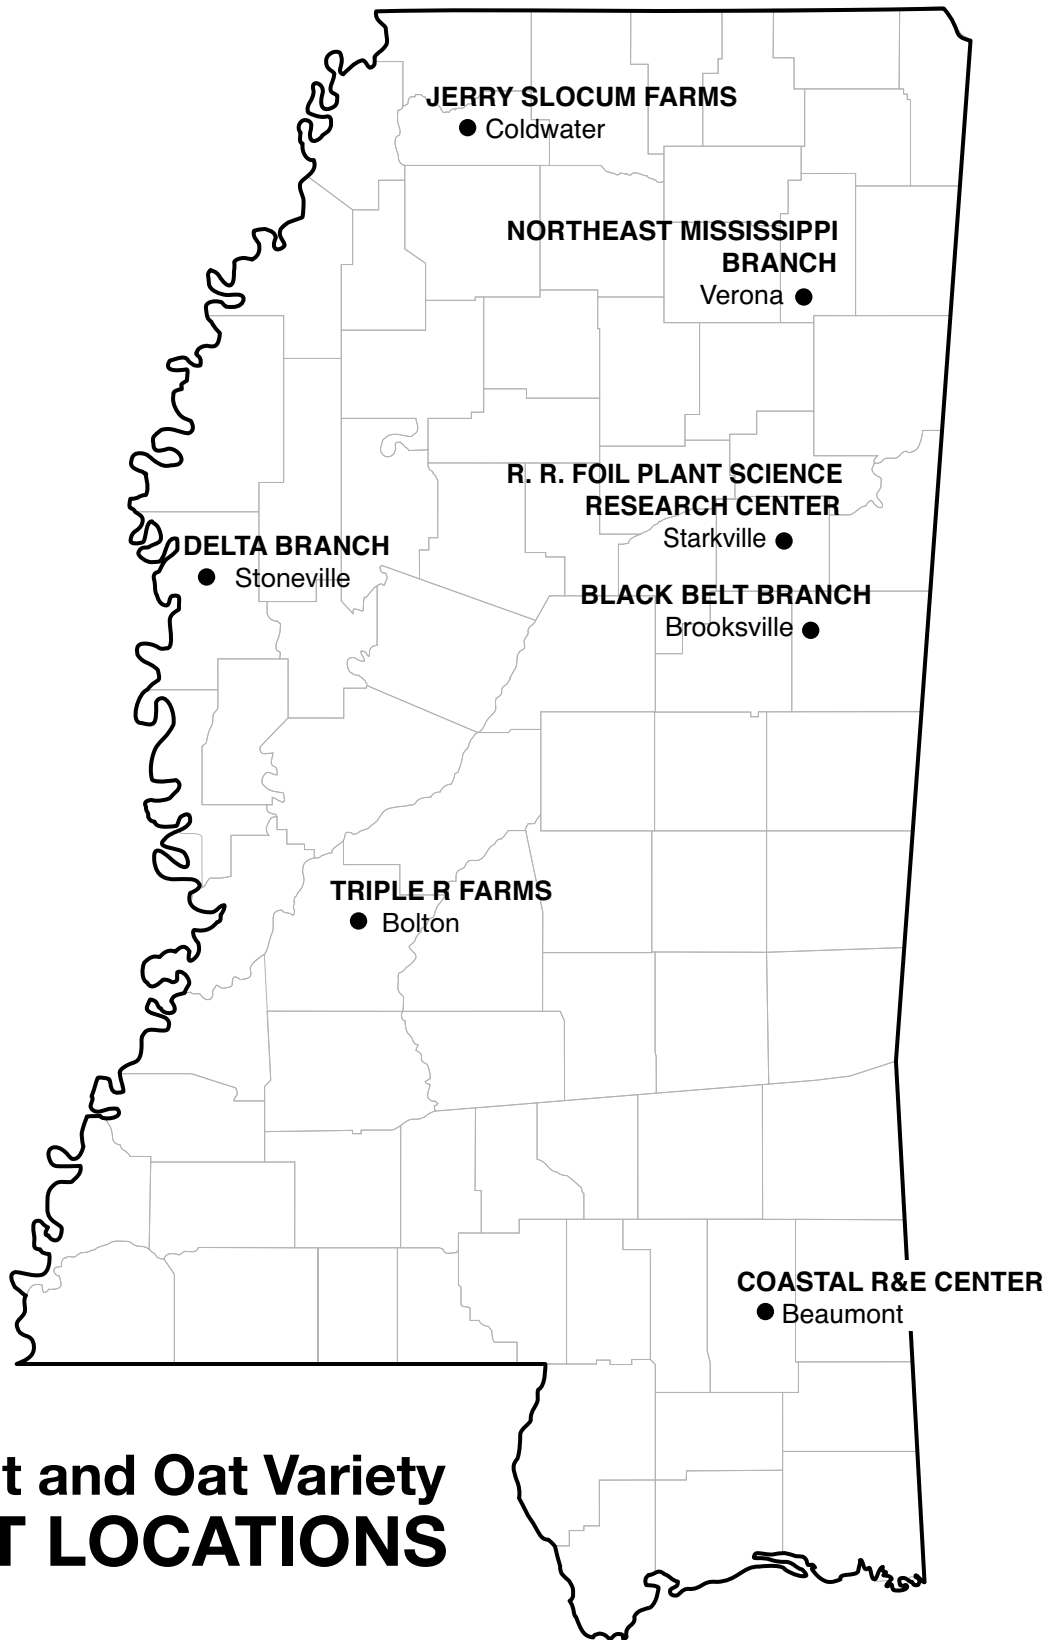 JERRY SLOCUM FARMS
Coldwater
NORTHEAST MISSISSIPPI
BRANCH
Verona
R. R. FOIL PLANT SCIENCE
RESEARCH CENTER
Starkville
DELTA BRANCH
Stoneville
BLACK BELT BRANCH
Brooksville
TRIPLE R FARMS
Bolton
COASTAL R&E CENTER
Beaumont
t and Oat Variety
T LOCATIONS